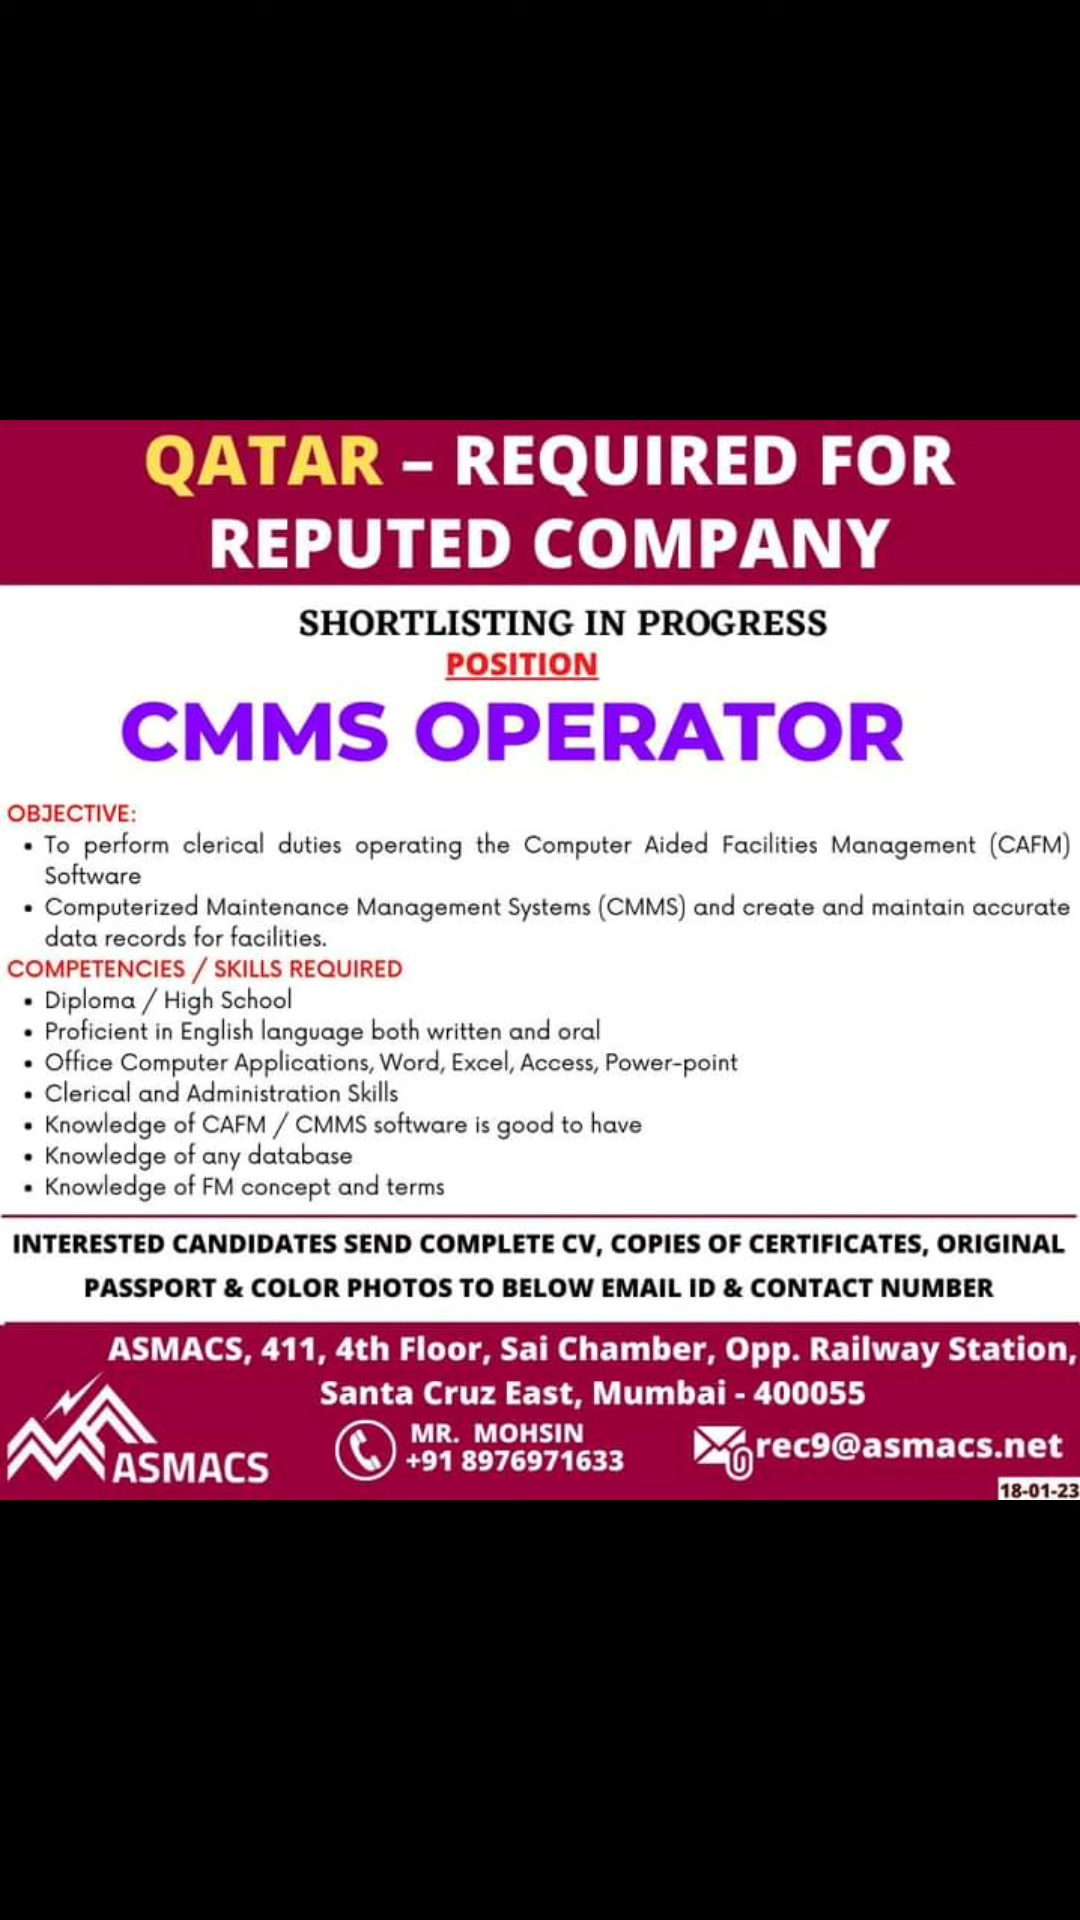 QATAR – REQUIRED FOR
REPUTED COMPANY
SHORTLISTING IN PROGRESS
POSITION
CMMS OPERATOR
OBJECTIVE:
• To perform clerical duties operating the Computer Aided Facilities Management (CAFM)
Software
• Computerized Maintenance Management Systems (CMMS) and create and maintain accurate
data records for facilities.
COMPETENCIES / SKILLS REQUIRED
• Diploma / High School
• Proficient in English language both written and oral
• Office Computer Applications, Word, Excel, Access, Power-point
• Clerical and Administration Skills
• Knowledge of CAFM / CMMS software is good to have
• Knowledge of any database
• Knowledge of FM concept and terms
INTERESTED CANDIDATES SEND COMPLETE CV, COPIES OF CERTIFICATES, ORIGINAL
PASSPORT & COLOR PHOTOS TO BELOW EMAIL ID & CONTACT NUMBER
ASMACS, 411, 4th Floor, Sai Chamber, Opp. Railway Station,
Santa Cruz East, Mumbai - 400055
ASMACS
MR. MOHSIN
+91 8976971633
rec9@asmacs.net
18-01-23